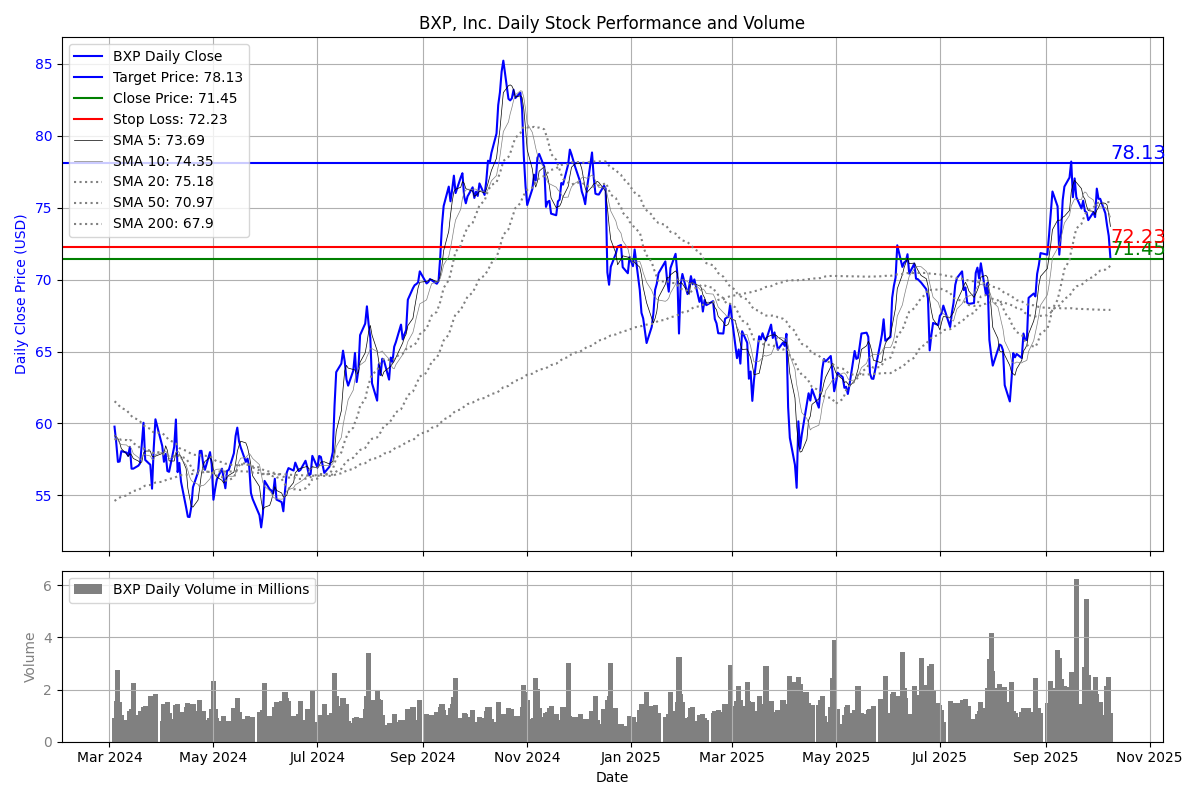 BXP, Inc. Daily Stock Performance and Volume
Daily Close Price (USD)
85
80
75
70
65
60
55
BXP Daily Close
Target Price: 78.13
Close Price: 71.45
Stop Loss: 72.23
SMA 5: 73.69
SMA 10: 74.35
SMA 20: 75.18
SMA 50: 70.97
SMA 200: 67.9
78.13
72.23
71.45
Volume
6
4
2
0
BXP Daily Volume in Millions
Mar 2024 May 2024 Jul 2024 Sep 2024 Nov 2024 Jan 2025 Mar 2025 May 2025 Jul 2025 Sep 2025 Nov 2025
Date